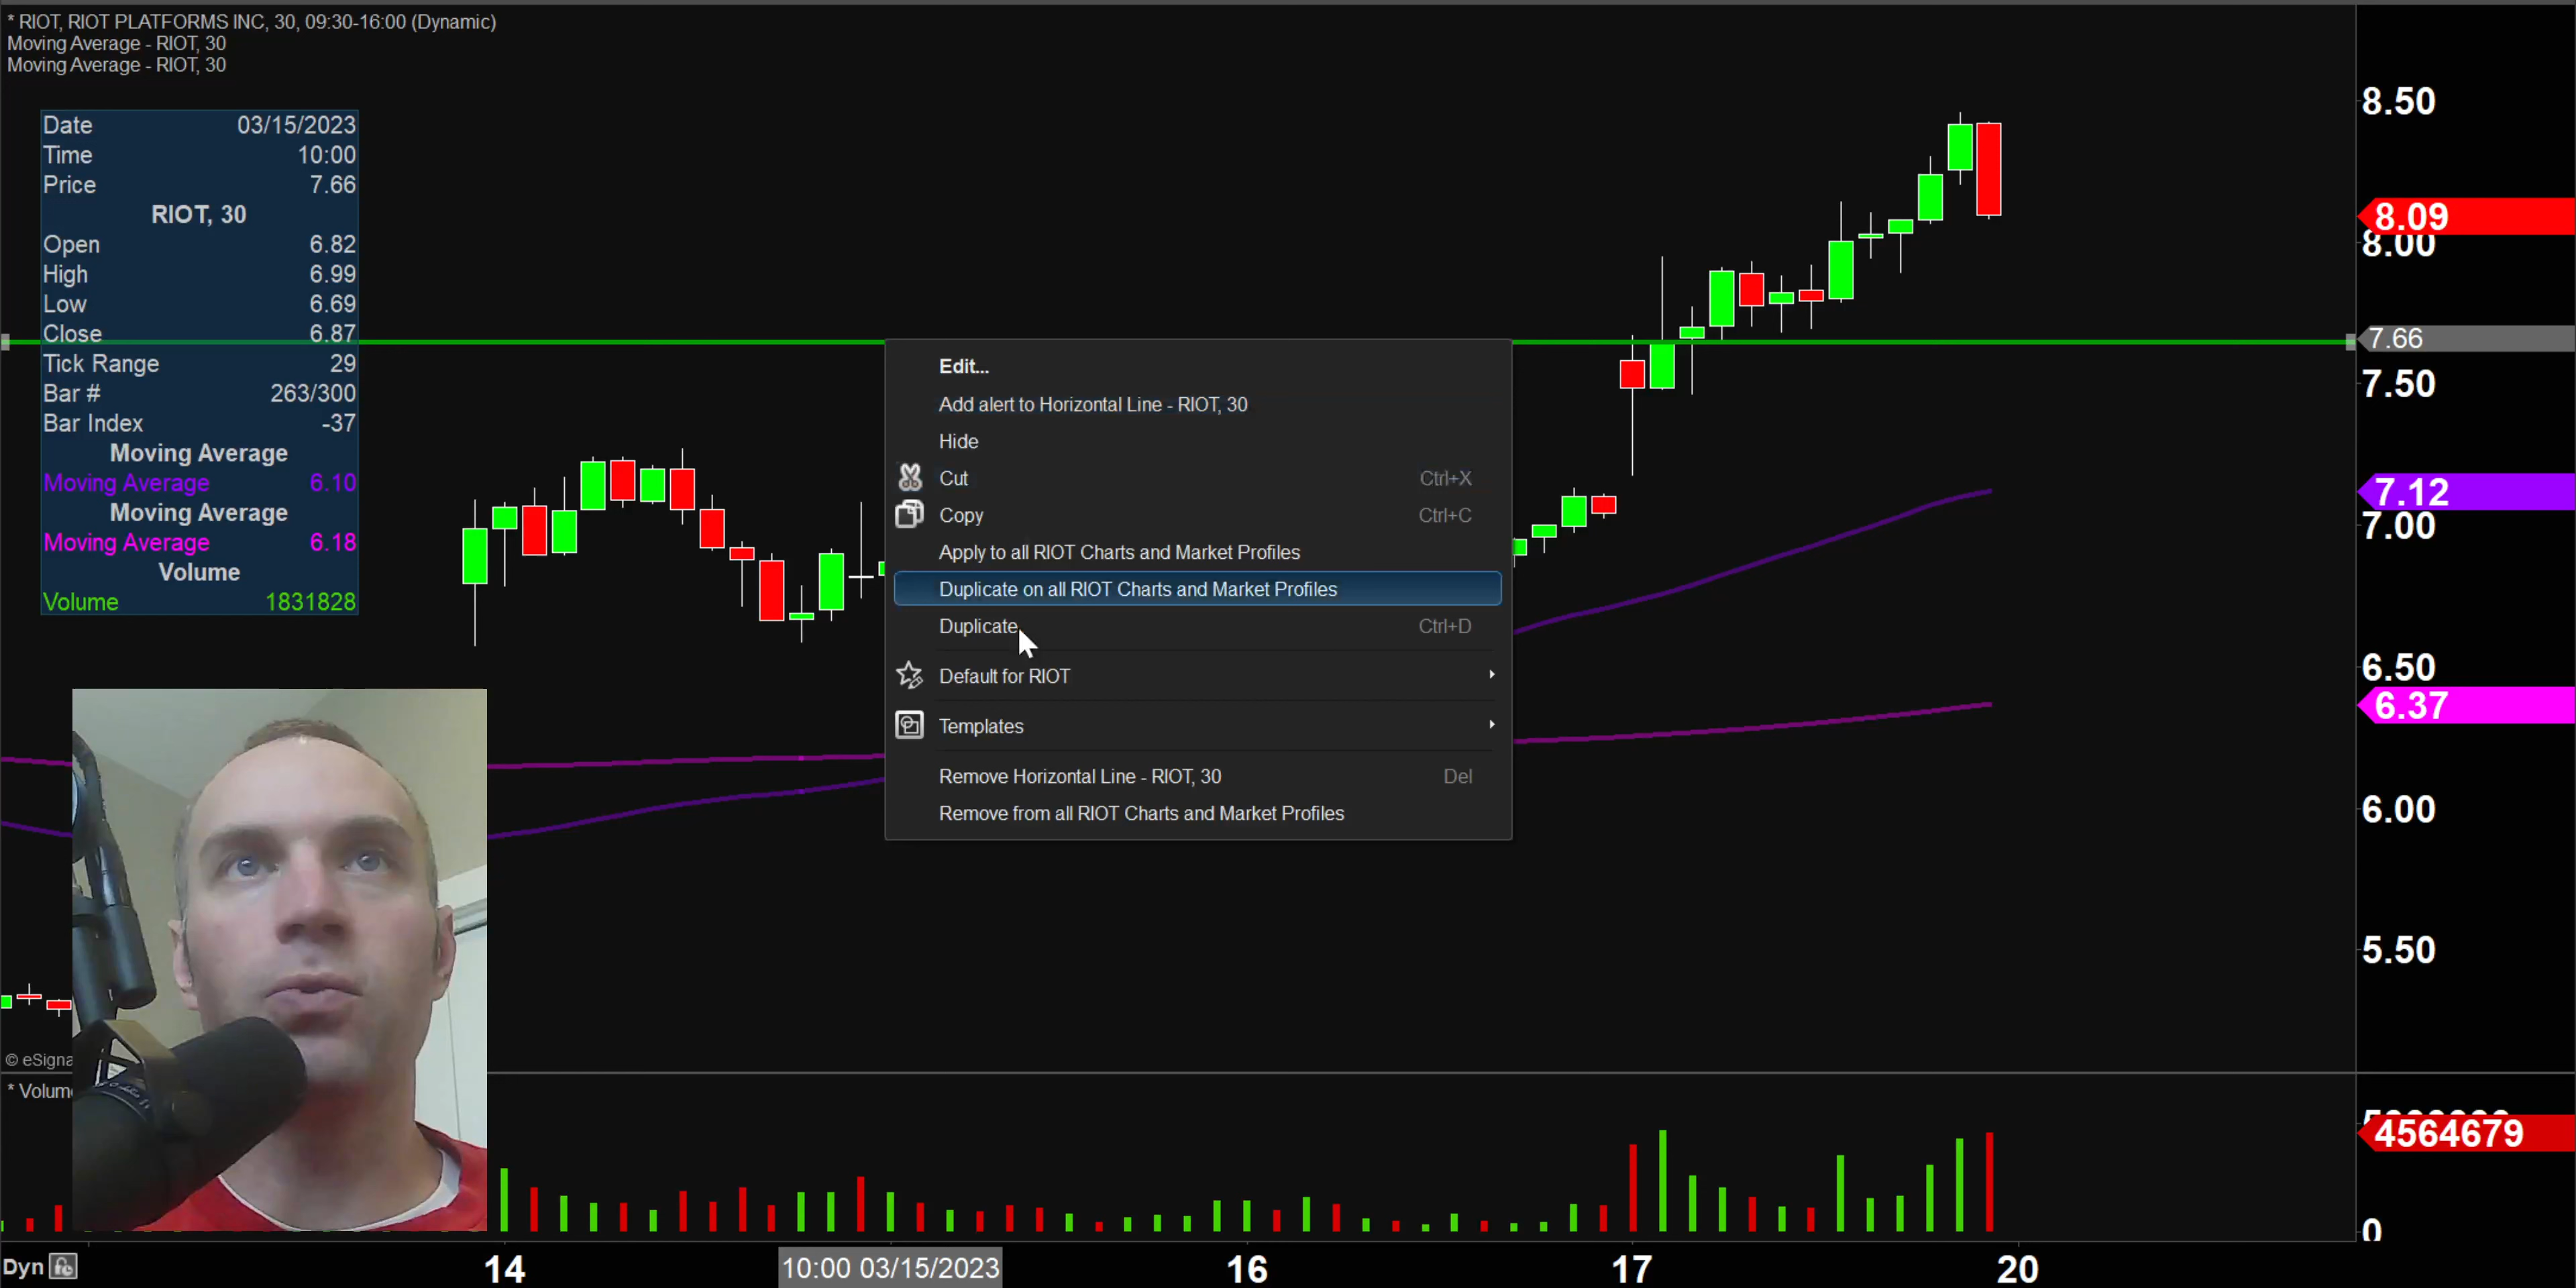 * RIOT, RIOT PLATFORMS INC, 30, 09:30-16:00 (Dynamic)
Moving Average - RIOT, 30
Moving Average - RIOT, 30
Date 03/15/2023
Time 10:00
Price 7.66
RIOT, 30
Open 6.82
High 6.99
Low 6.69
Close 6.87
Tick Range 29
Bar # 263/300
Bar Index -37
Moving Average
Moving Average 6.10
Moving Average
Moving Average 6.18
Volume
Volume 1831828
Edit...
Add alert to Horizontal Line - RIOT, 30
Hide
Cut Ctrl+X
Copy Ctrl+C
Apply to all RIOT Charts and Market Profiles
Duplicate on all RIOT Charts and Market Profiles
Duplicate Ctrl+D
Default for RIOT
Templates
Remove Horizontal Line - RIOT, 30 Del
Remove from all RIOT Charts and Market Profiles
8.50
8.09
8.00
7.66
7.50
7.12
7.00
6.50
6.37
6.00
5.50
© eSigna
* Volum
4564679
0
Dyn
14
10:00 03/15/2023
16
17
20